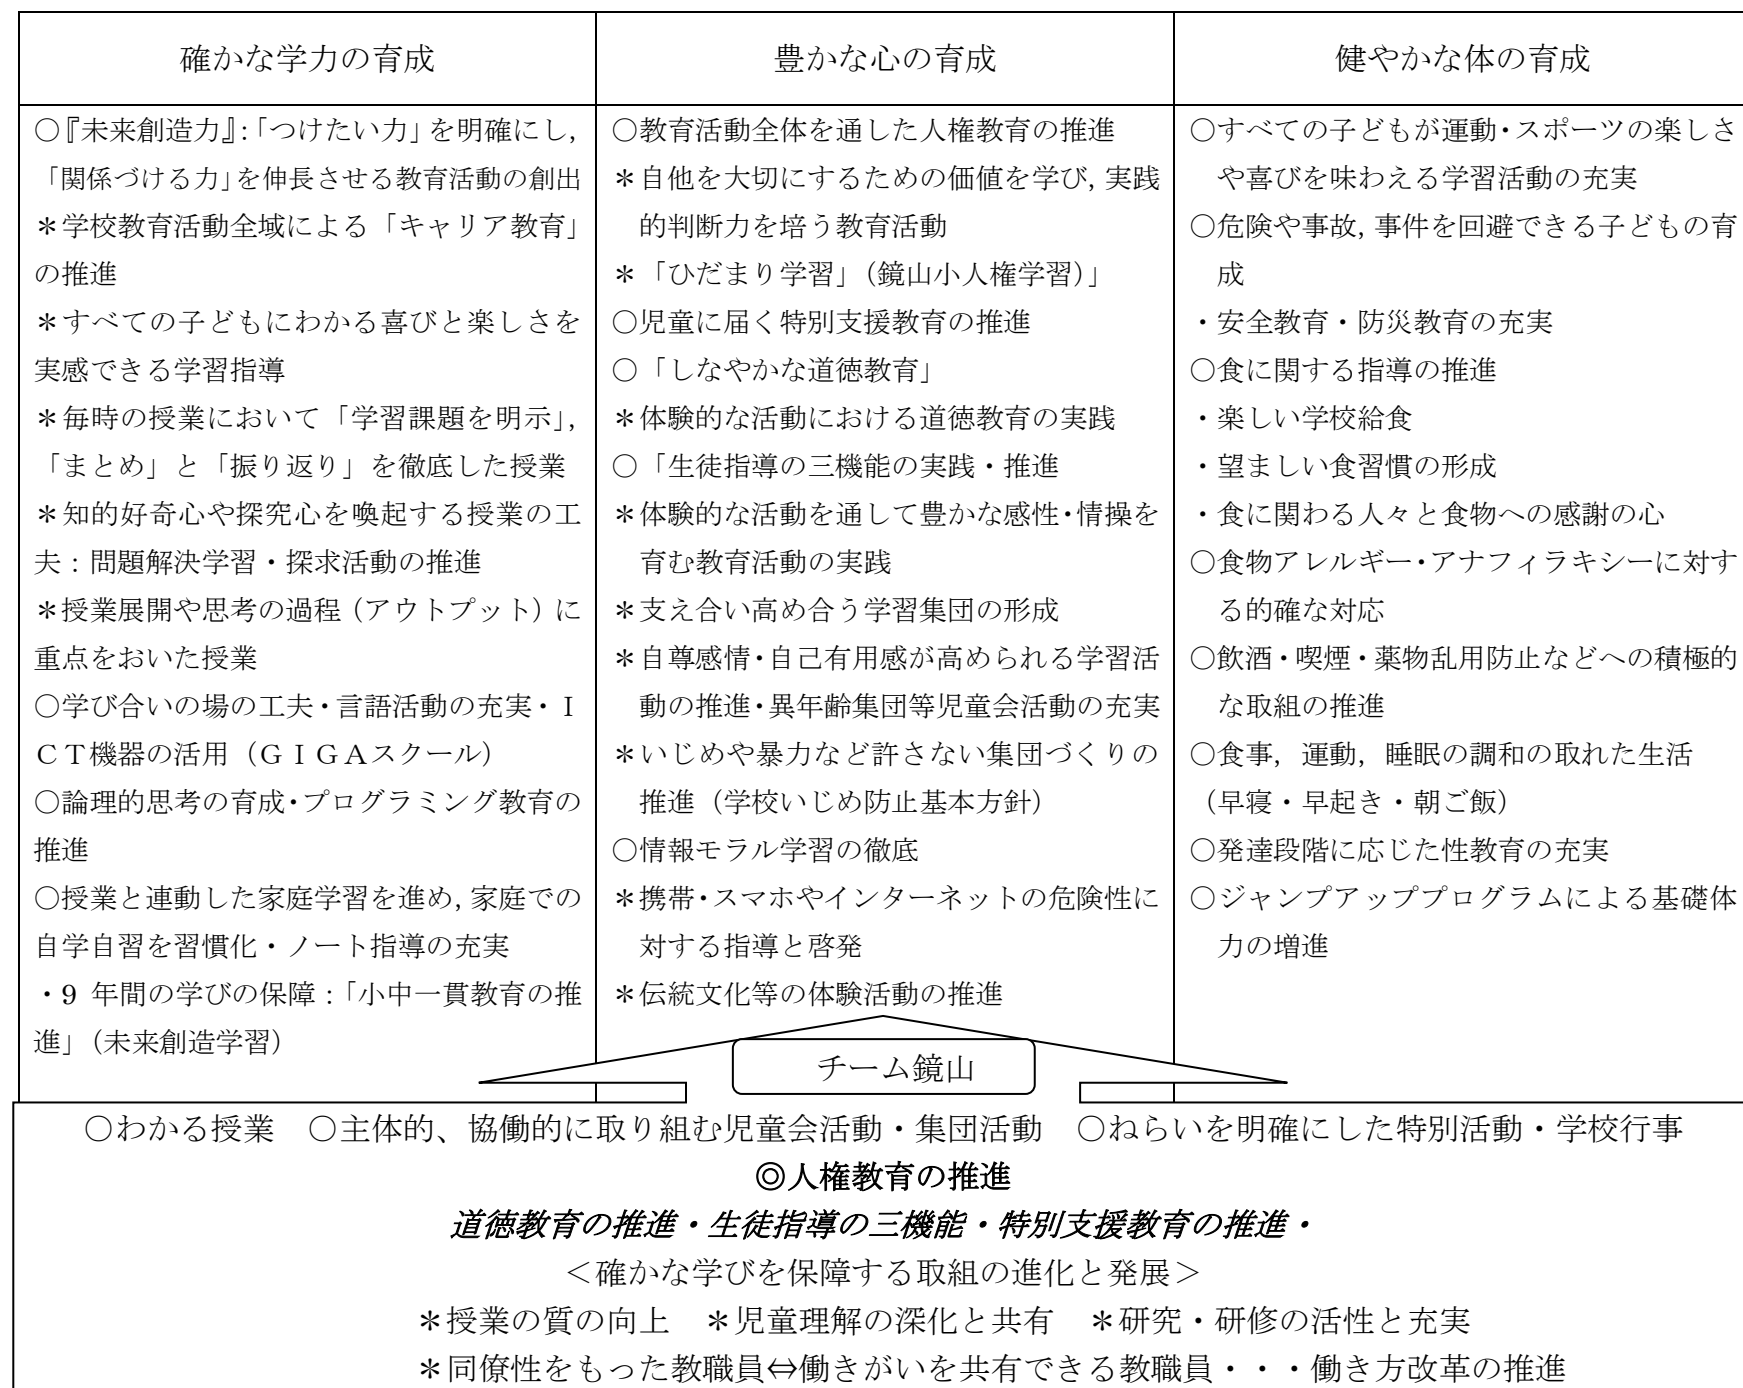 確かな学力の育成
○『未来創造力』:「つけたい力」を明確にし,
「関係づける力」を伸長させる教育活動の創出
＊学校教育活動全域による「キャリア教育」
の推進
＊すべての子どもにわかる喜びと楽しさを
実感できる学習指導
＊毎時の授業において「学習課題を明示」,
「まとめ」と「振り返り」を徹底した授業
＊知的好奇心や探究心を喚起する授業の工
夫：問題解決学習・探求活動の推進
＊授業展開や思考の過程（アウトプット）に
重点をおいた授業
○学び合いの場の工夫・言語活動の充実・Ｉ
ＣＴ機器の活用（ＧＩＧＡスクール）
○論理的思考の育成・プログラミング教育の
推進
○授業と連動した家庭学習を進め,家庭での
自学自習を習慣化・ノート指導の充実
・9 年間の学びの保障：「小中一貫教育の推
進」（未来創造学習）
豊かな心の育成
○教育活動全体を通した人権教育の推進
＊自他を大切にするための価値を学び,実践
的判断力を培う教育活動
＊「ひだまり学習」（鏡山小人権学習）」
○児童に届く特別支援教育の推進
○「しなやかな道徳教育」
＊体験的な活動における道徳教育の実践
○「生徒指導の三機能の実践・推進
＊体験的な活動を通して豊かな感性・情操を
育む教育活動の実践
＊支え合い高め合う学習集団の形成
＊自尊感情・自己有用感が高められる学習活
動の推進・異年齢集団等児童会活動の充実
＊いじめや暴力など許さない集団づくりの
推進（学校いじめ防止基本方針）
○情報モラル学習の徹底
＊携帯・スマホやインターネットの危険性に
対する指導と啓発
＊伝統文化等の体験活動の推進
健やかな体の育成
○すべての子どもが運動・スポーツの楽しさ
や喜びを味わえる学習活動の充実
○危険や事故,事件を回避できる子どもの育
成
・安全教育・防災教育の充実
○食に関する指導の推進
・楽しい学校給食
・望ましい食習慣の形成
・食に関わる人々と食物への感謝の心
○食物アレルギー・アナフィラキシーに対す
る的確な対応
○飲酒・喫煙・薬物乱用防止などへの積極的
な取組の推進
○食事，運動，睡眠の調和の取れた生活
（早寝・早起き・朝ご飯）
○発達段階に応じた性教育の充実
○ジャンプアッププログラムによる基礎体
力の増進
チーム鏡山
○わかる授業　○主体的、協働的に取り組む児童会活動・集団活動　○ねらいを明確にした特別活動・学校行事
◎人権教育の推進
道徳教育の推進・生徒指導の三機能・特別支援教育の推進・
＜確かな学びを保障する取組の進化と発展＞
＊授業の質の向上　＊児童理解の深化と共有　＊研究・研修の活性と充実
＊同僚性をもった教職員⇔働きがいを共有できる教職員・・・働き方改革の推進